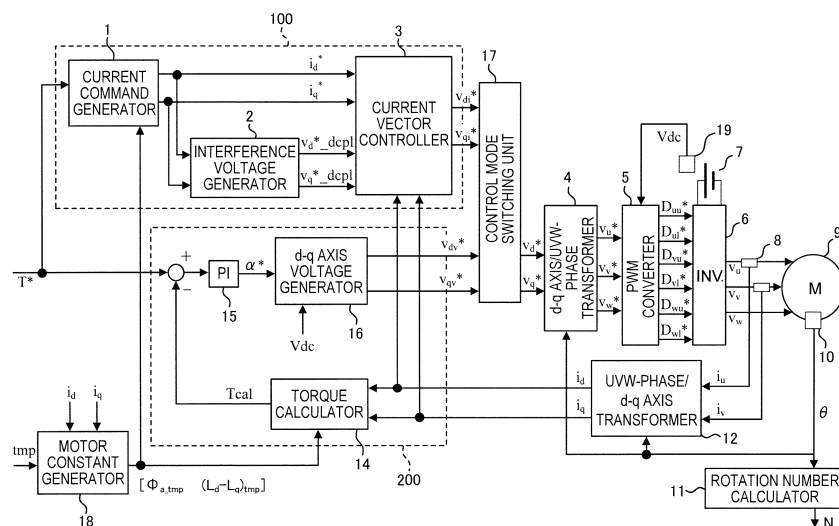 100
1
CURRENT
COMMAND
GENERATOR
i_d*
i_q*
2
INTERFERENCE
VOLTAGE
GENERATOR
v_d*_dcpl
v_q*_dcpl
3
CURRENT
VECTOR
CONTROLLER
v_di*
v_qi*
17
CONTROL MODE
SWITCHING UNIT
v_d*
v_q*
4
d-q AXIS/UVW-
PHASE
TRANSFORMER
v_u*
v_v*
v_w*
Vdc
19
5
PWM
CONVERTER
D_uu*
D_ul*
D_vu*
D_vl*
D_wu*
D_wl*
7
6
INV.
8
v_u
v_v
v_w
9
M
10
T*
+
−
PI
15
α*
d-q AXIS
VOLTAGE
GENERATOR
16
Vdc
v_dv*
v_qv*
Tcal
TORQUE
CALCULATOR
14
200
i_d
i_q
UVW-PHASE/
d-q AXIS
TRANSFORMER
12
i_u
i_v
θ
i_d
i_q
tmp
MOTOR
CONSTANT
GENERATOR
18
[Φ_a_tmp (L_d−L_q)_tmp]
11
ROTATION NUMBER
CALCULATOR
N